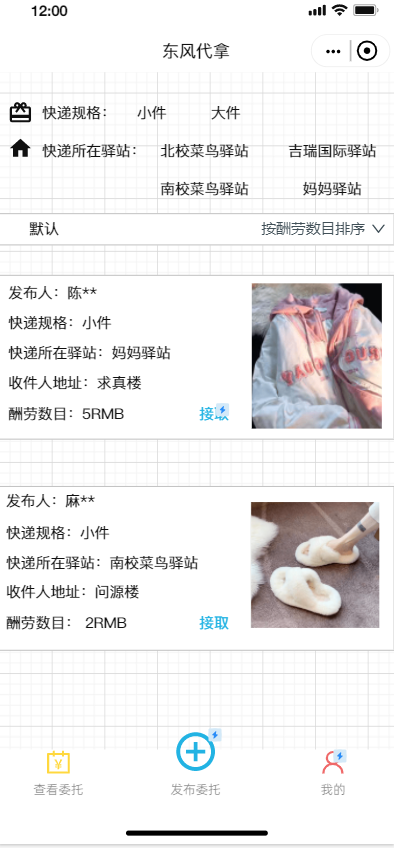 12:00
东风代拿
快递规格： 小件 大件
快递所在驿站： 北校菜鸟驿站 吉瑞国际驿站
南校菜鸟驿站 妈妈驿站
默认 按酬劳数目排序
发布人：陈**
快递规格：小件
快递所在驿站：妈妈驿站
收件人地址：求真楼
酬劳数目：5RMB 接取
发布人：麻**
快递规格：小件
快递所在驿站：南校菜鸟驿站
收件人地址：问源楼
酬劳数目： 2RMB 接取
查看委托 发布委托 我的